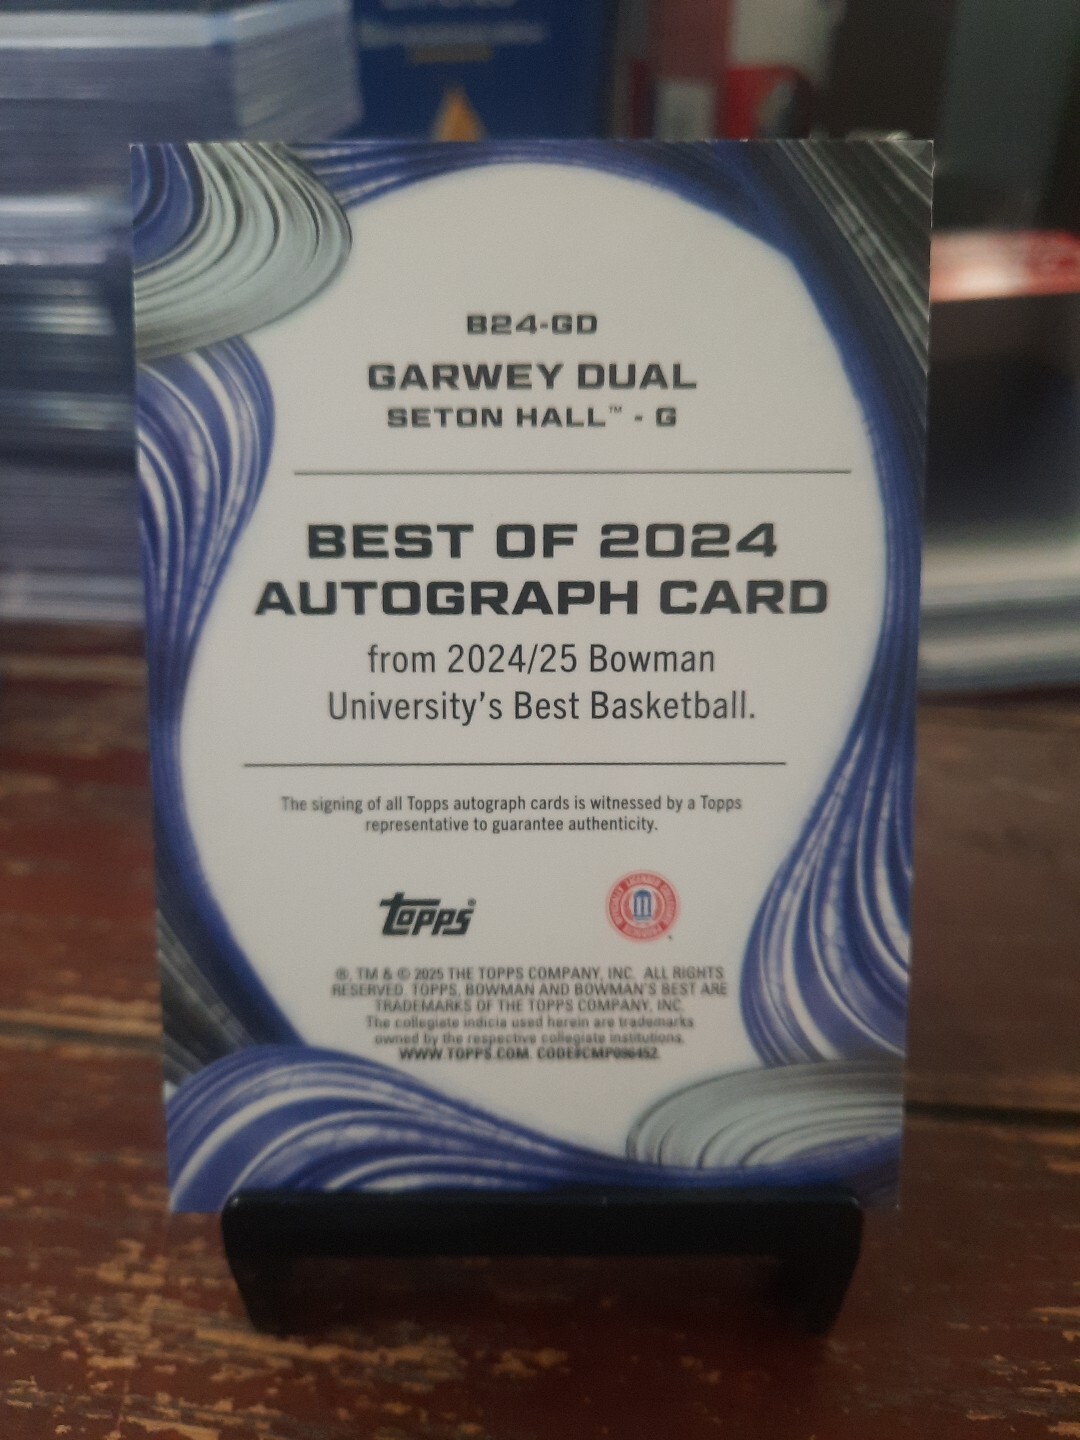 B24-GD
GARWEY DUAL
SETON HALL™ - G
BEST OF 2024
AUTOGRAPH CARD
from 2024/25 Bowman
University's Best Basketball.
The signing of all Topps autograph cards is witnessed by a Topps
representative to guarantee authenticity.
topps®
®, TM & © 2025 THE TOPPS COMPANY, INC. ALL RIGHTS
RESERVED. TOPPS, BOWMAN AND BOWMAN'S BEST ARE
TRADEMARKS OF THE TOPPS COMPANY, INC.
The collegiate indicia used herein are trademarks
owned by the respective collegiate institutions.
WWW.TOPPS.COM. CODE#CMP096452